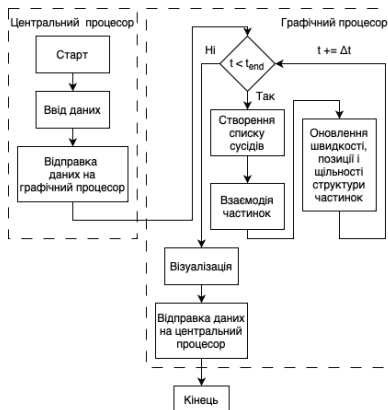 Центральний процесор
Старт
Ввід даних
Відправка
даних на
графічний процесор
Графічний процесор
t += Δt
Ні
t < t_end
Так
Створення
списку
сусідів
Взаємодія
частинок
Оновлення
швидкості,
позиції і
щільності
структури
частинок
Візуалізація
Відправка даних
на центральний
процесор
Кінець